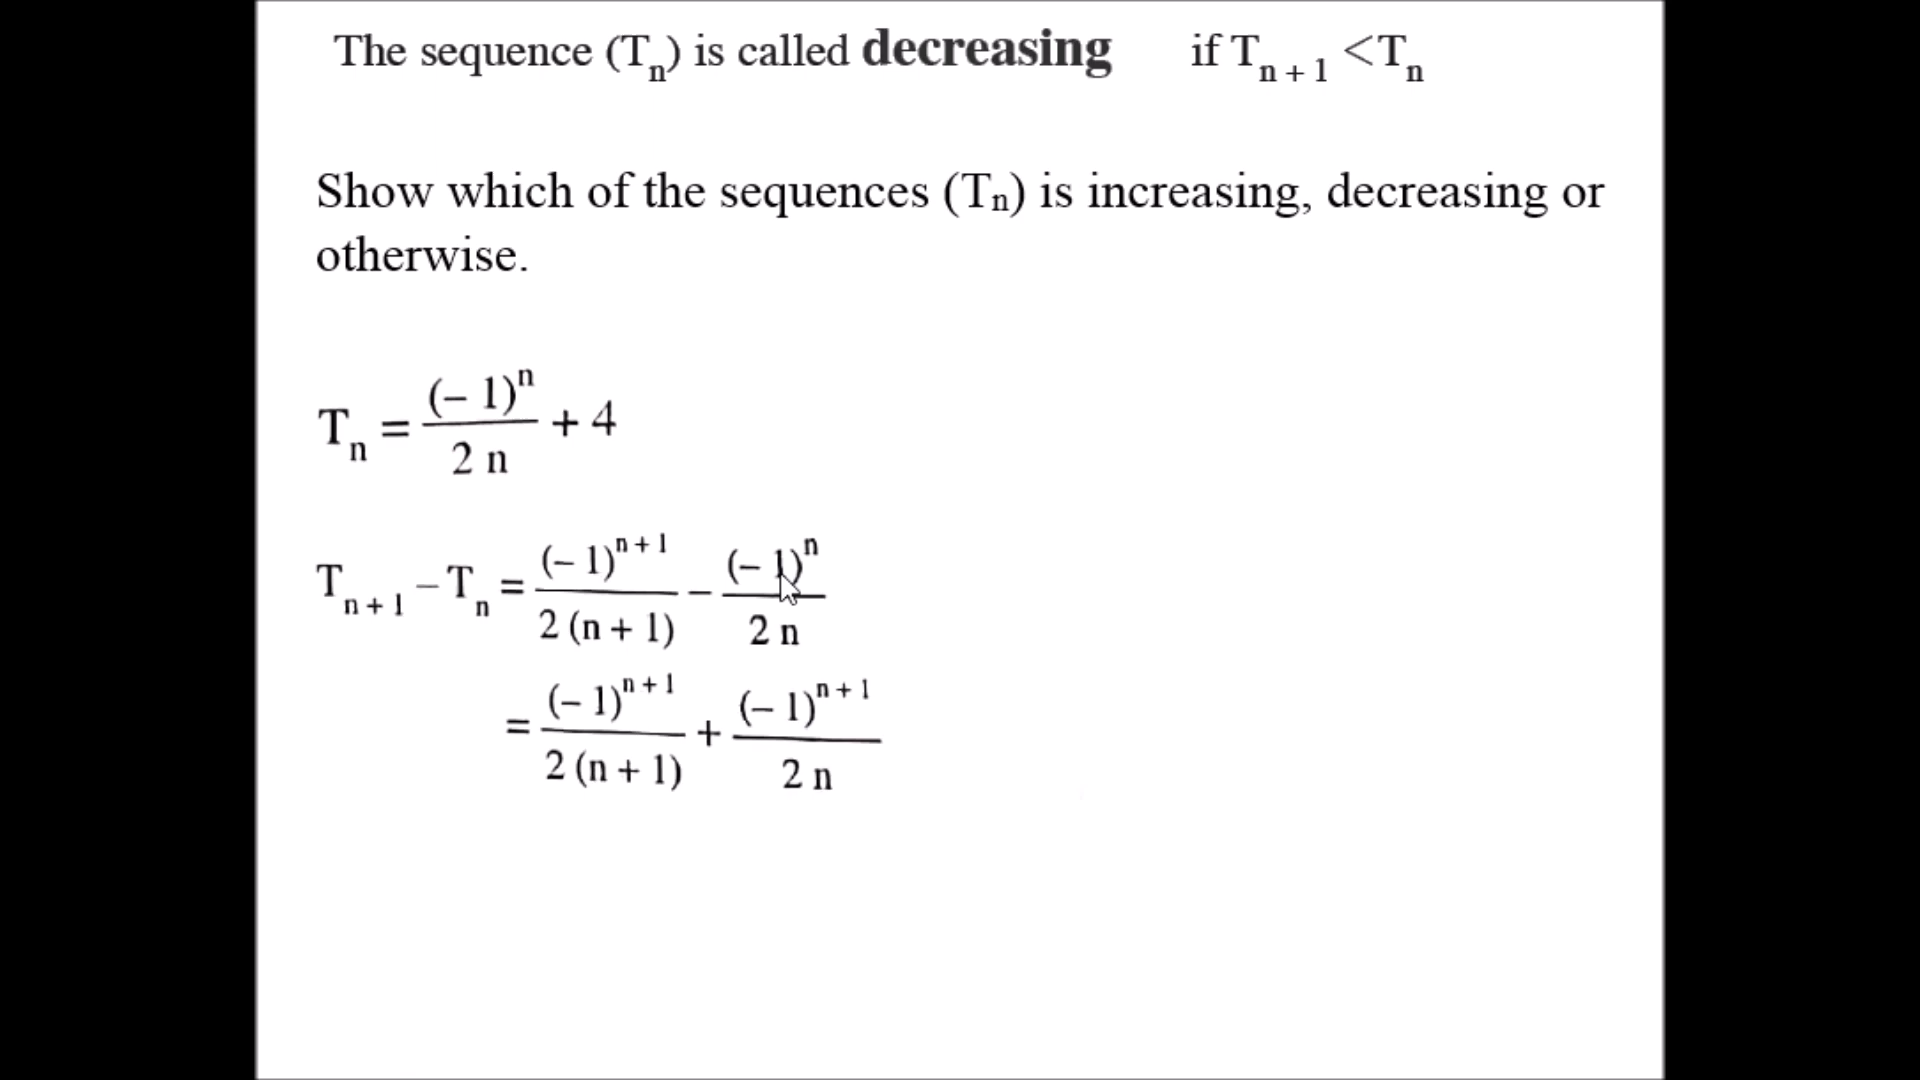 The sequence (Tn) is called decreasing if Tn + 1 <Tn
Show which of the sequences (Tn) is increasing, decreasing or
otherwise.
Tn = (– 1)^n / 2 n + 4
Tn + 1 – Tn = (– 1)^n + 1 / 2 (n + 1) – (– 1)^n / 2 n
= (– 1)^n + 1 / 2 (n + 1) + (– 1)^n + 1 / 2 n